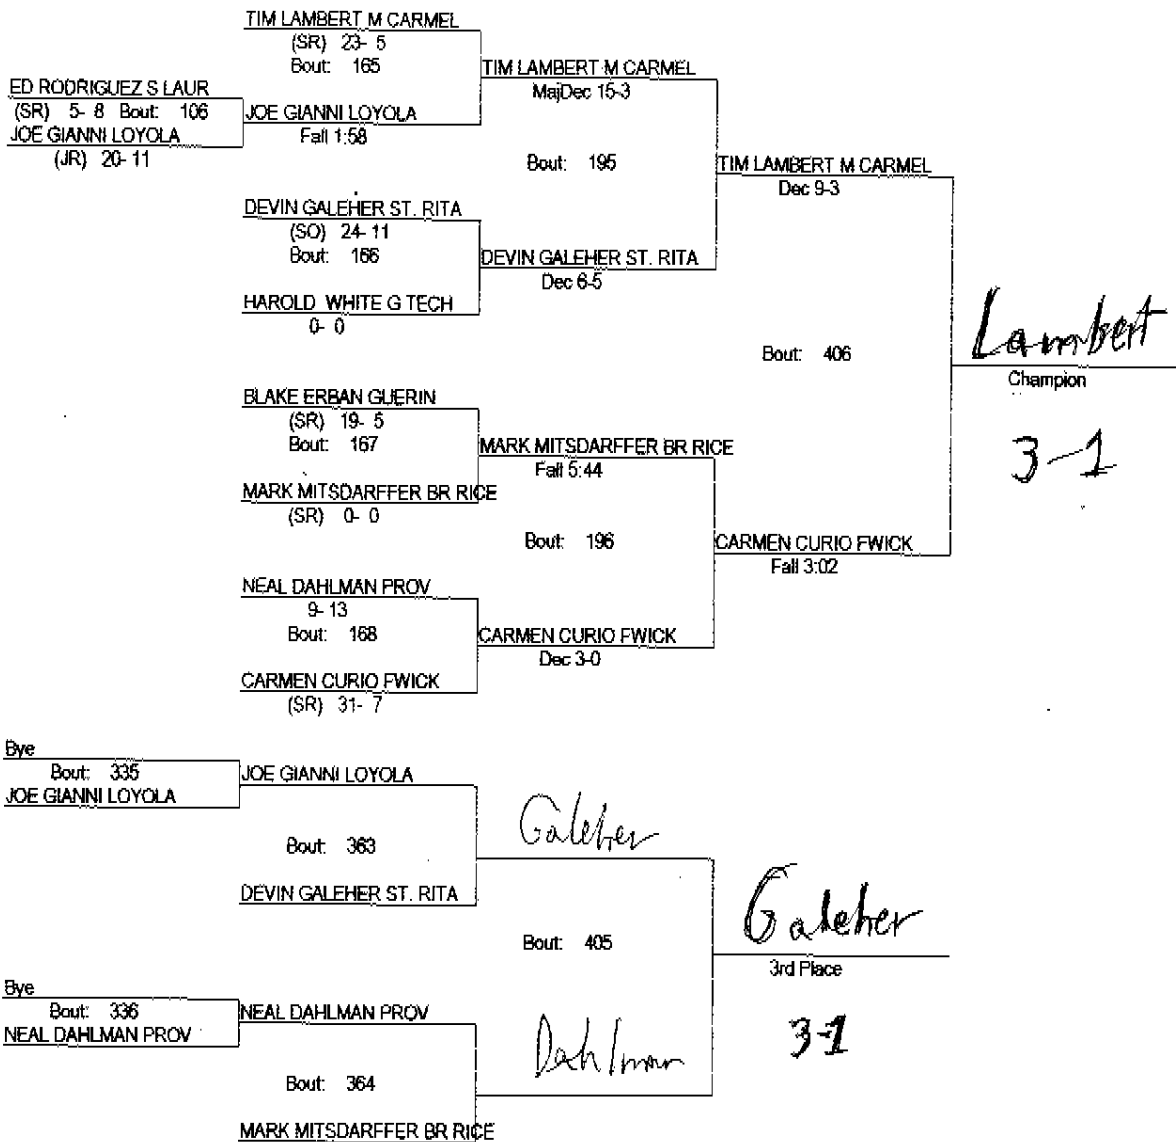 TIM LAMBERT M CARMEL
(SR) 23- 5
Bout: 165
TIM LAMBERT M CARMEL
MajDec 15-3
ED RODRIGUEZ S LAUR
(SR) 5- 8 Bout: 106
JOE GIANNI LOYOLA
Fall 1:58
JOE GIANNI LOYOLA
(JR) 20- 11
Bout: 195
TIM LAMBERT M CARMEL
Dec 9-3
DEVIN GALEHER ST. RITA
(SO) 24- 11
Bout: 166
DEVIN GALEHER ST. RITA
Dec 6-5
HAROLD WHITE G TECH
0- 0
Bout: 406
Lambert
Champion
3-1
BLAKE ERBAN GUERIN
(SR) 19- 5
Bout: 167
MARK MITSDARFFER BR RICE
Fall 5:44
MARK MITSDARFFER BR RICE
(SR) 0- 0
Bout: 196
CARMEN CURIO FWICK
Fall 3:02
NEAL DAHLMAN PROV
9- 13
Bout: 168
CARMEN CURIO FWICK
Dec 3-0
CARMEN CURIO FWICK
(SR) 31- 7
Bye
Bout: 335
JOE GIANNI LOYOLA
JOE GIANNI LOYOLA
Bout: 363
Galeher
DEVIN GALEHER ST. RITA
Bout: 405
Galeher
3rd Place
3-1
Bye
Bout: 336
NEAL DAHLMAN PROV
NEAL DAHLMAN PROV
Bout: 364
Dahlman
MARK MITSDARFFER BR RICE